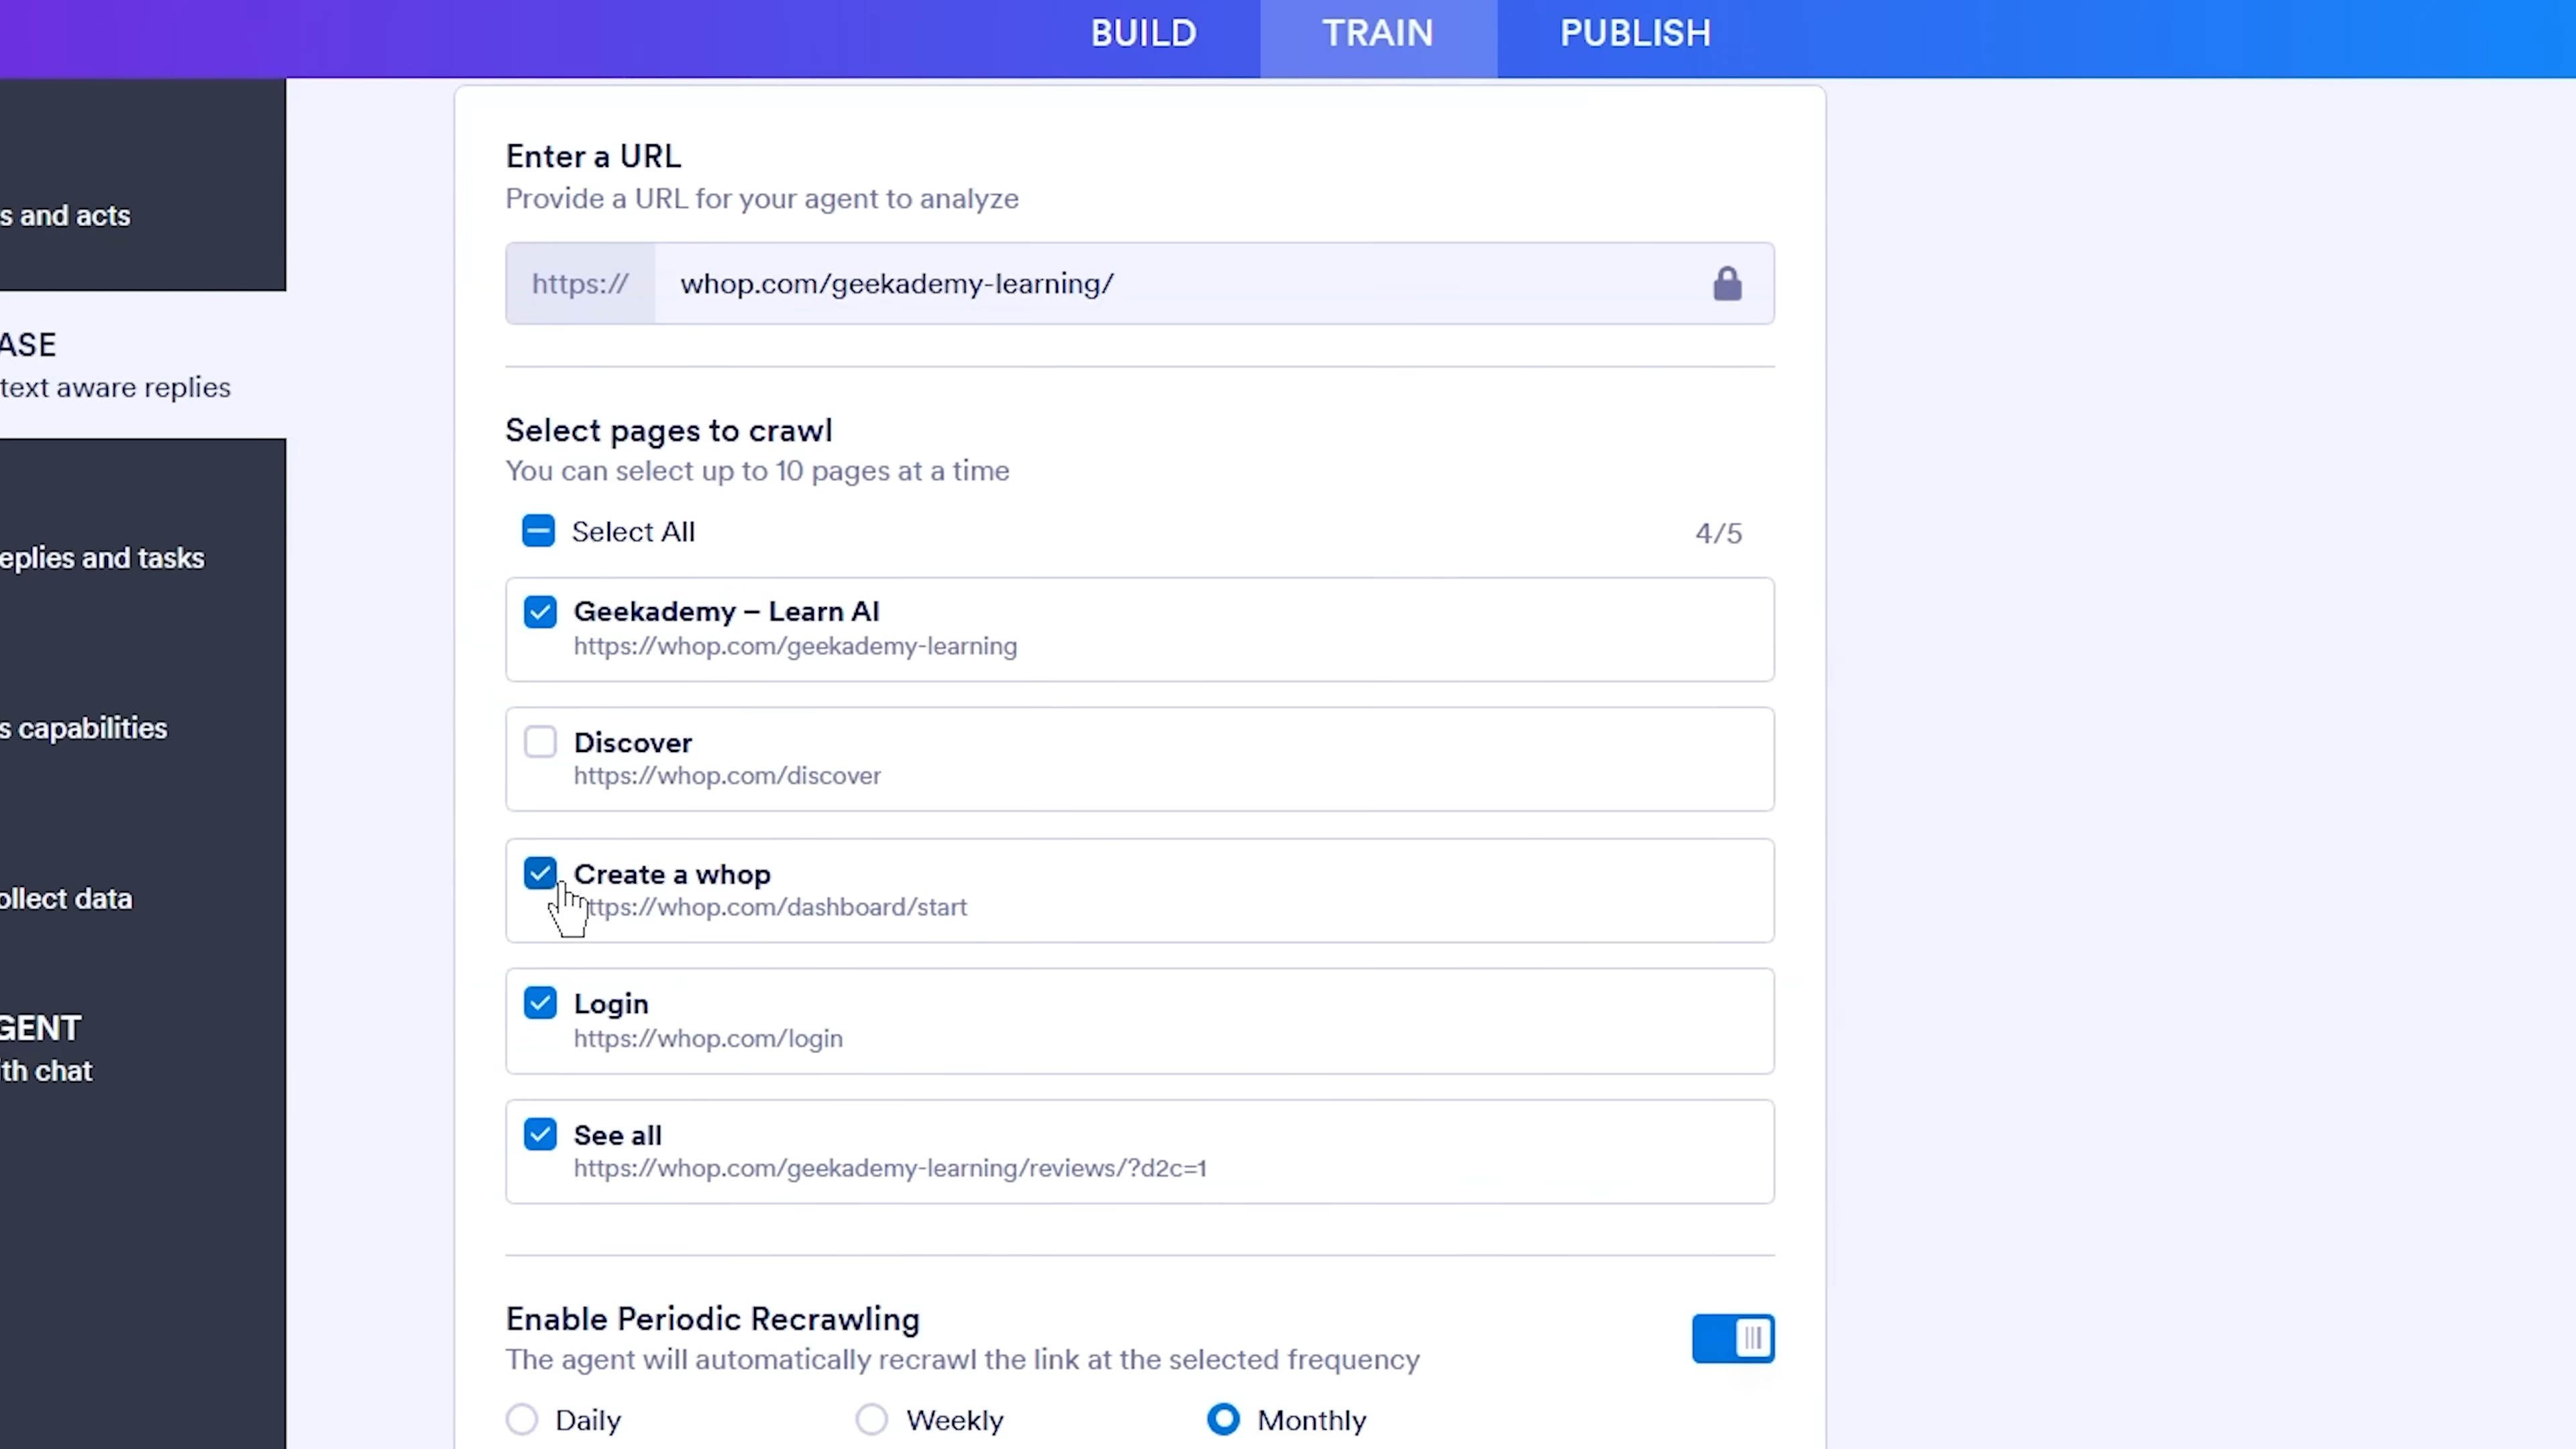 BUILD
TRAIN
PUBLISH
s and acts
ASE
text aware replies
eplies and tasks
s capabilities
ollect data
GENT
th chat
Enter a URL
Provide a URL for your agent to analyze
https://
whop.com/geekademy-learning/
Select pages to crawl
You can select up to 10 pages at a time
Select All
4/5
Geekademy – Learn AI
https://whop.com/geekademy-learning
Discover
https://whop.com/discover
Create a whop
ttps://whop.com/dashboard/start
Login
https://whop.com/login
See all
https://whop.com/geekademy-learning/reviews/?d2c=1
Enable Periodic Recrawling
The agent will automatically recrawl the link at the selected frequency
Daily
Weekly
Monthly